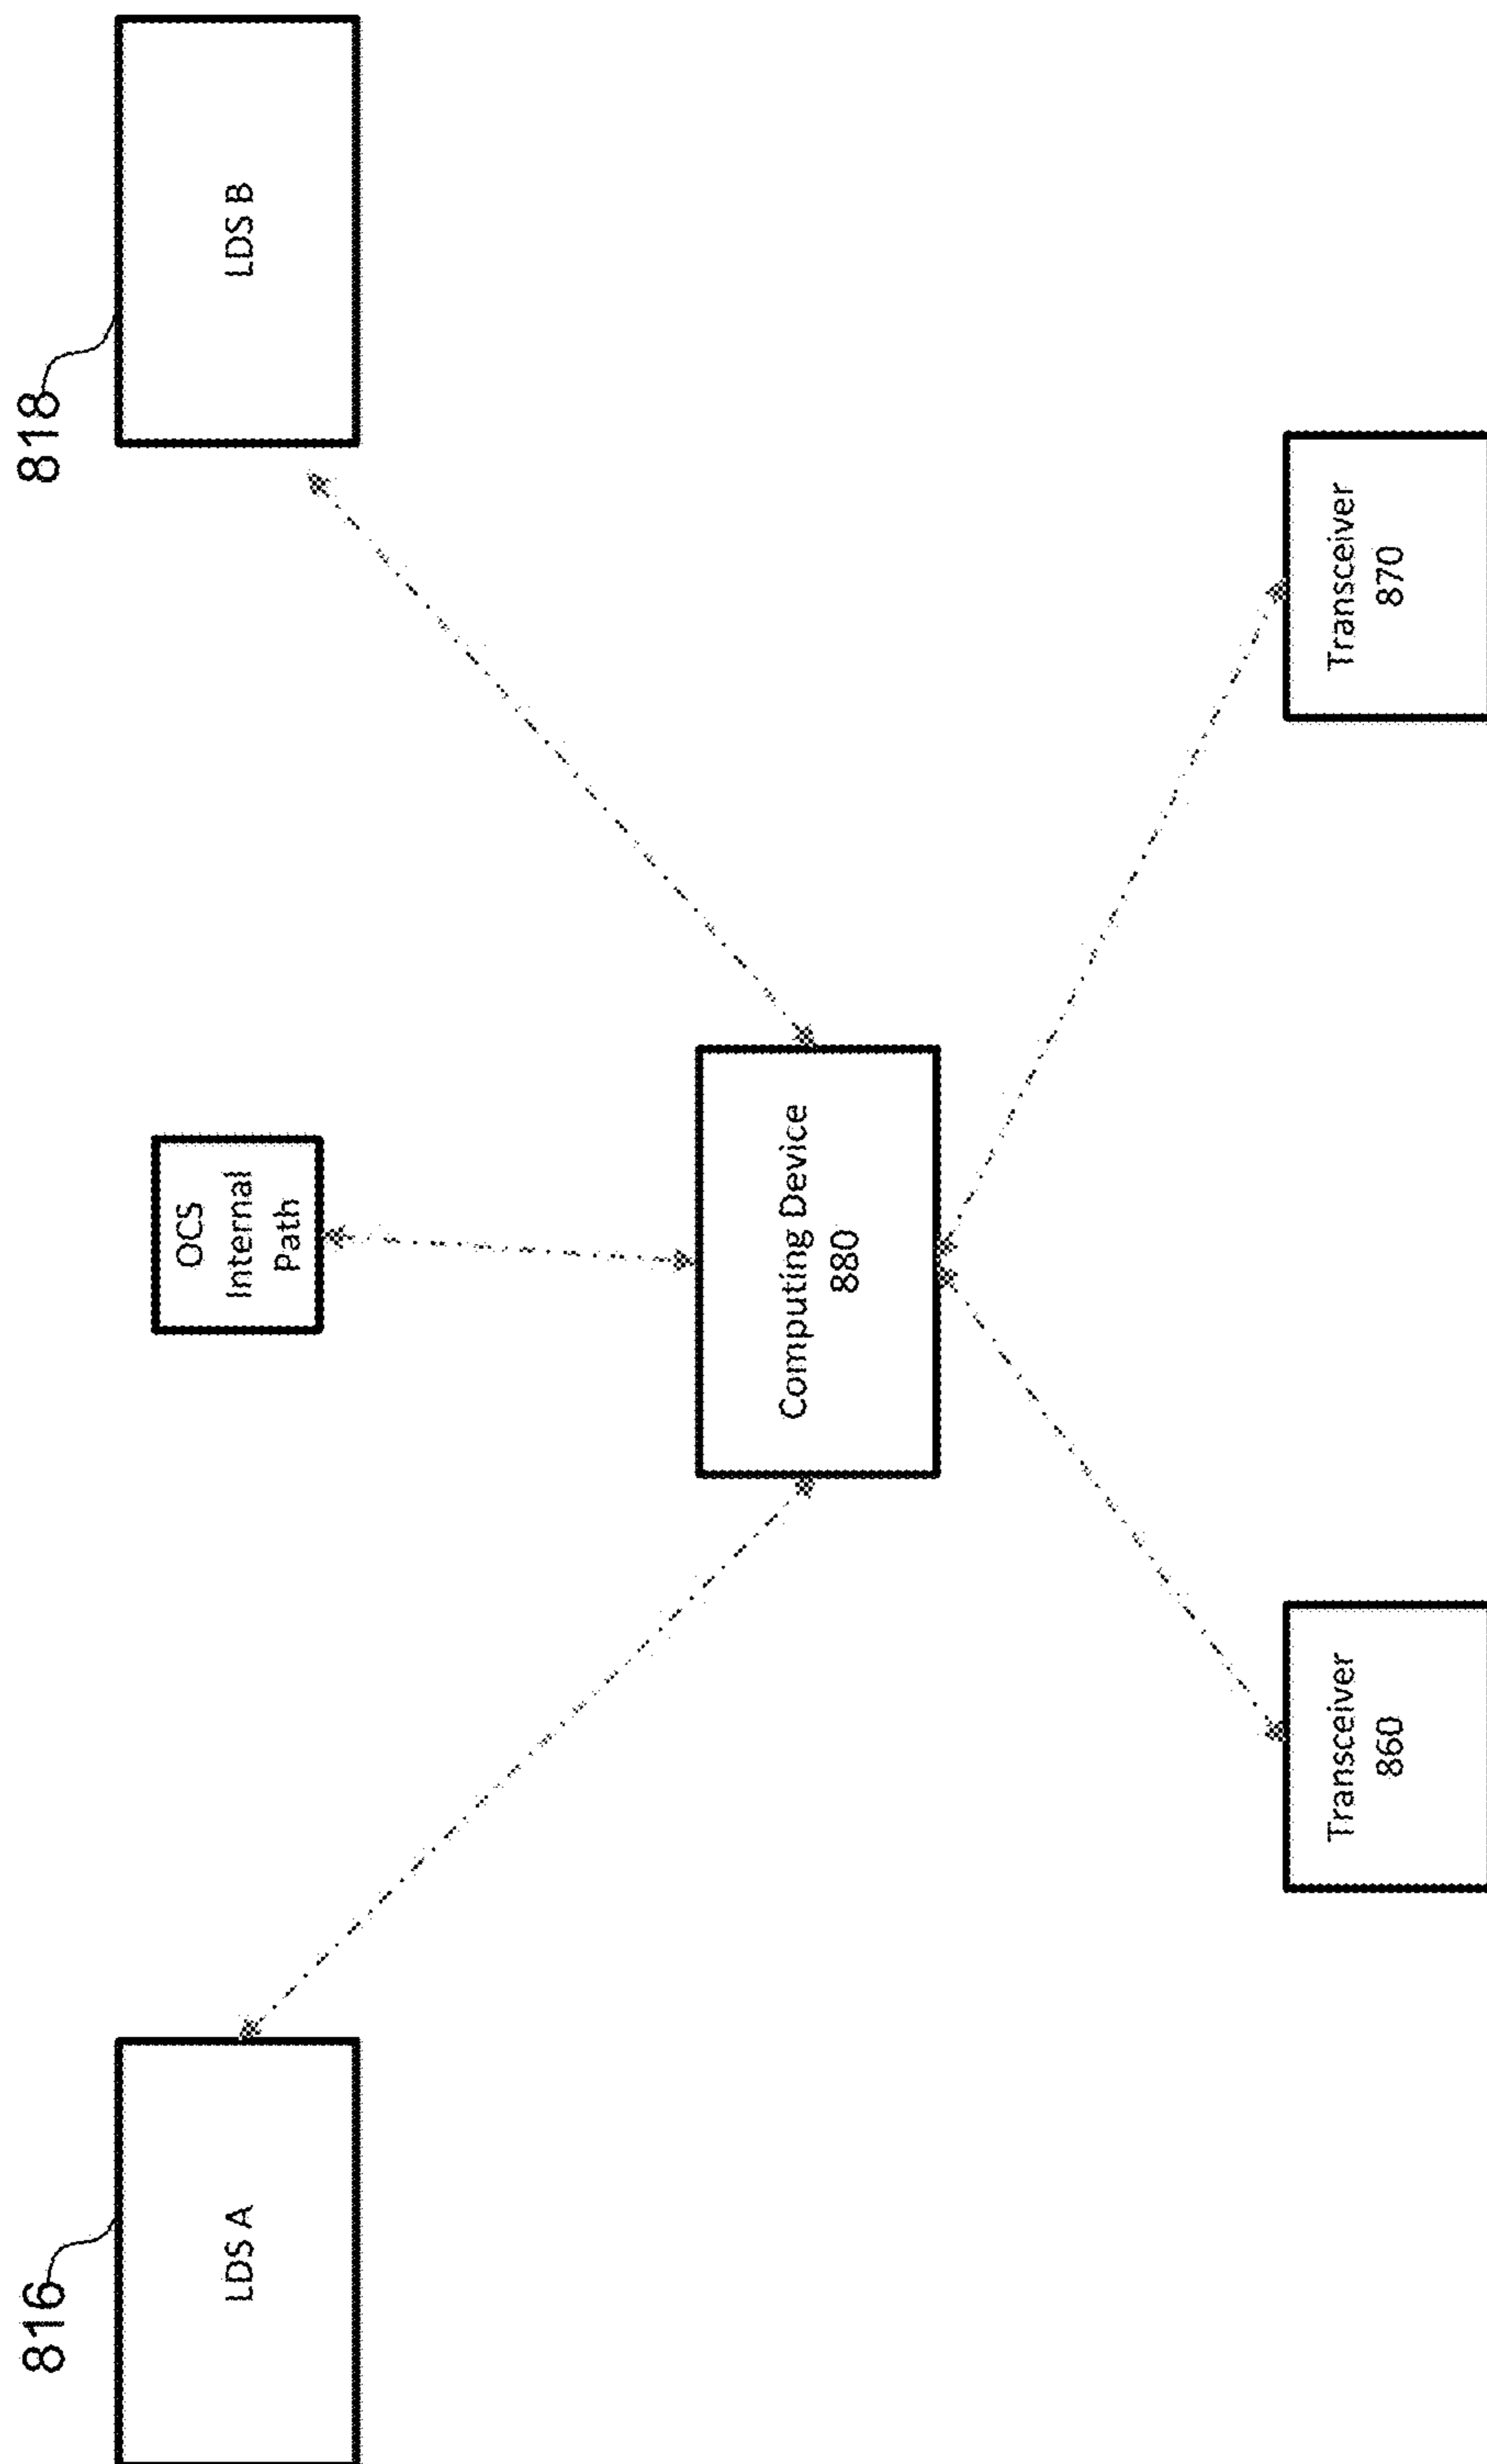 816
LDS A
OCS
Internal
Path
818
LDS B
Computing Device
880
Transceiver
860
Transceiver
870